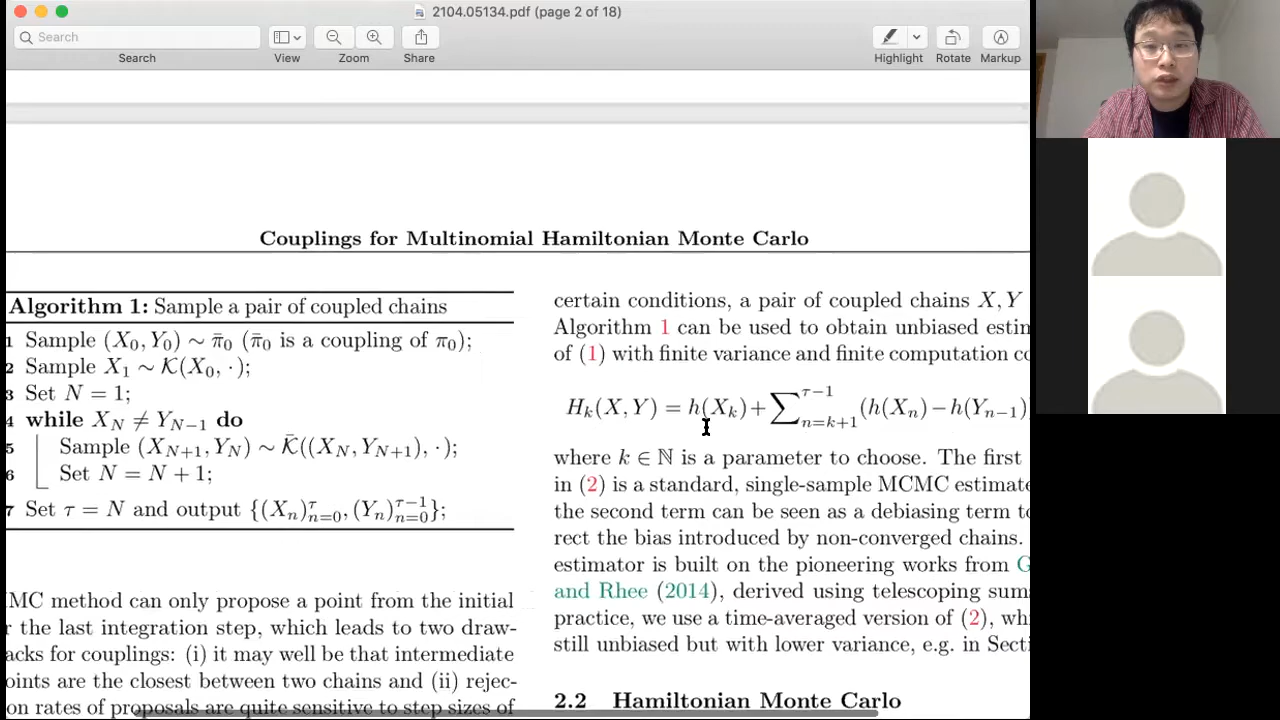 2104.05134.pdf (page 2 of 18)
Search
Search
View
Zoom
Share
Highlight
Rotate
Markup
Couplings for Multinomial Hamiltonian Monte Carlo
Algorithm 1: Sample a pair of coupled chains
1 Sample (X₀, Y₀) ∼ π̄₀ (π̄₀ is a coupling of π₀);
2 Sample X₁ ∼ K(X₀, ·);
3 Set N = 1;
4 while X_N ≠ Y_{N−1} do
5 Sample (X_{N+1}, Y_N) ∼ K̄((X_N, Y_{N+1}), ·);
6 Set N = N + 1;
7 Set τ = N and output {(X_n)_{n=0}^{τ}, (Y_n)_{n=0}^{τ−1}};
MC method can only propose a point from the initial
r the last integration step, which leads to two draw-
acks for couplings: (i) it may well be that intermediate
oints are the closest between two chains and (ii) rejec-
on rates of proposals are quite sensitive to step sizes of
certain conditions, a pair of coupled chains X, Y
Algorithm 1 can be used to obtain unbiased estim
of (1) with finite variance and finite computation co
H_k(X, Y) = h(X_k) + ∑_{n=k+1}^{τ−1} (h(X_n) − h(Y_{n−1})
where k ∈ ℕ is a parameter to choose. The first
in (2) is a standard, single-sample MCMC estimate
the second term can be seen as a debiasing term to
rect the bias introduced by non-converged chains.
estimator is built on the pioneering works from G
and Rhee (2014), derived using telescoping sums
practice, we use a time-averaged version of (2), whi
still unbiased but with lower variance, e.g. in Secti
2.2 Hamiltonian Monte Carlo